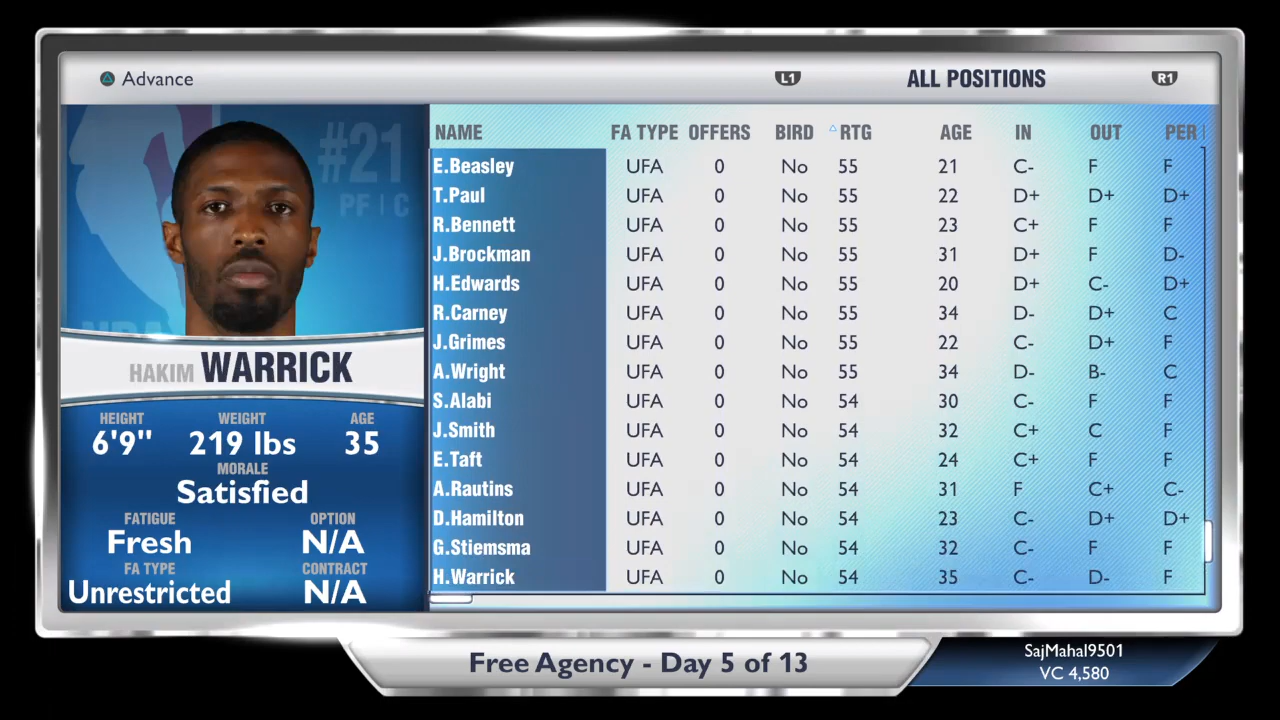 Advance
L1
ALL POSITIONS
R1
#21
PF | C
NBA
HAKIM WARRICK
HEIGHT WEIGHT AGE
6'9" 219 lbs 35
MORALE
Satisfied
FATIGUE OPTION
Fresh N/A
FA TYPE CONTRACT
Unrestricted N/A
NAME FA TYPE OFFERS BIRD RTG AGE IN OUT PER
E.Beasley UFA 0 No 55 21 C- F F
T.Paul UFA 0 No 55 22 D+ D+ D+
R.Bennett UFA 0 No 55 23 C+ F F
J.Brockman UFA 0 No 55 31 D+ F D-
H.Edwards UFA 0 No 55 20 D+ C- D+
R.Carney UFA 0 No 55 34 D- D+ C
J.Grimes UFA 0 No 55 22 C- D+ F
A.Wright UFA 0 No 55 34 D- B- C
S.Alabi UFA 0 No 54 30 C- F F
J.Smith UFA 0 No 54 32 C+ C F
E.Taft UFA 0 No 54 24 C+ F F
A.Rautins UFA 0 No 54 31 F C+ C-
D.Hamilton UFA 0 No 54 23 C- D+ D+
G.Stiemsma UFA 0 No 54 32 C- F F
H.Warrick UFA 0 No 54 35 C- D- F
Free Agency - Day 5 of 13
SajMahal9501
VC 4,580